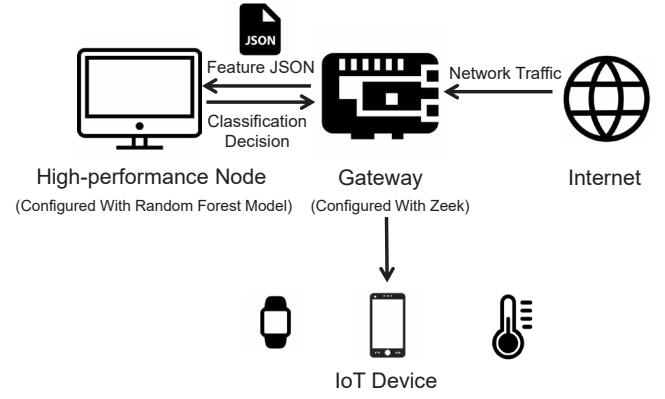 JSON
Feature JSON
Network Traffic
Classification
Decision
High-performance Node
Gateway
Internet
(Configured With Random Forest Model)
(Configured With Zeek)
IoT Device